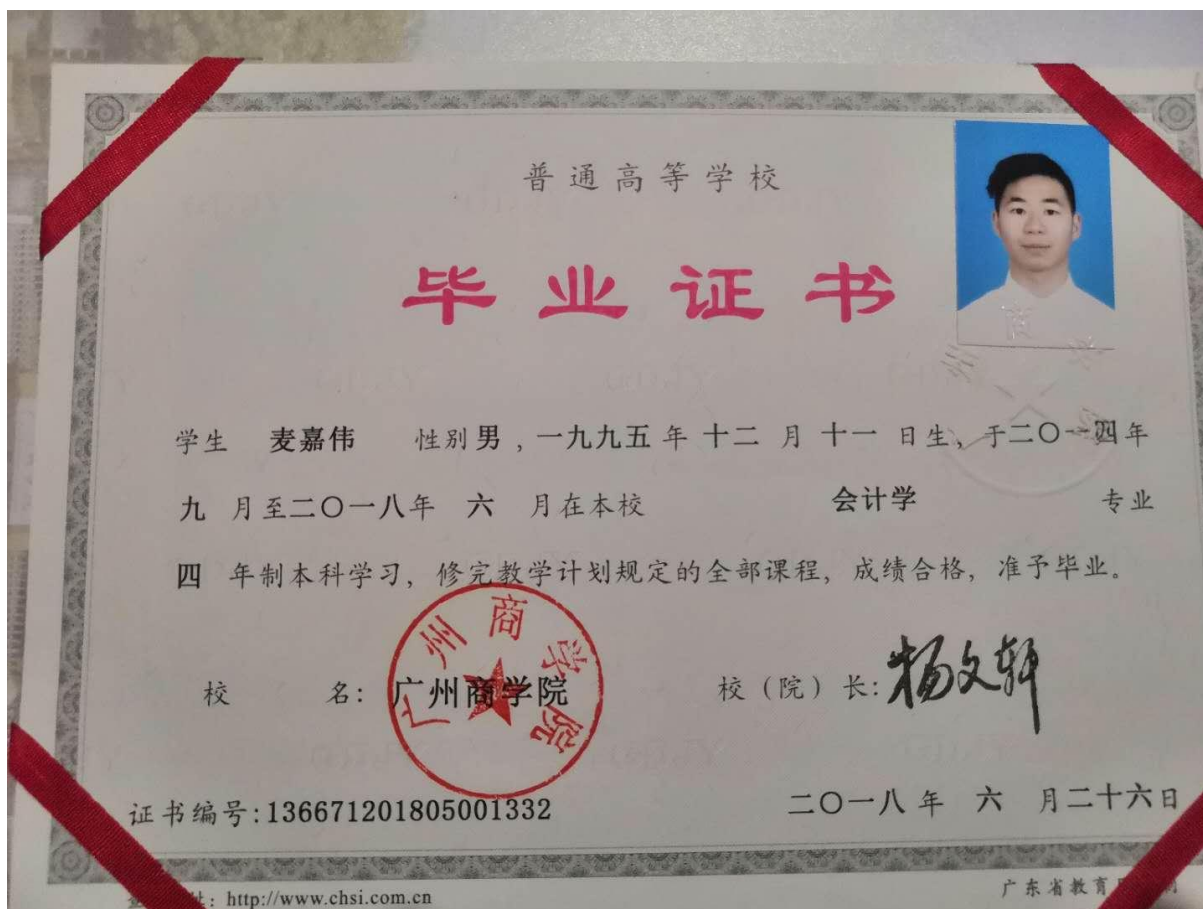 普通高等学校
毕业证书
学生 麦嘉伟 性别男,一九九五年十二月十一日生,于二〇一四年
九月至二〇一八年 六 月在本校 会计学 专业
四 年制本科学习,修完教学计划规定的全部课程,成绩合格,准予毕业。
校 名:广州商学院 校(院)长:杨文轩
广州商学院
证书编号:136671201805001332 二〇一八年 六 月二十六日
http://www.chsi.com.cn 广东省教育